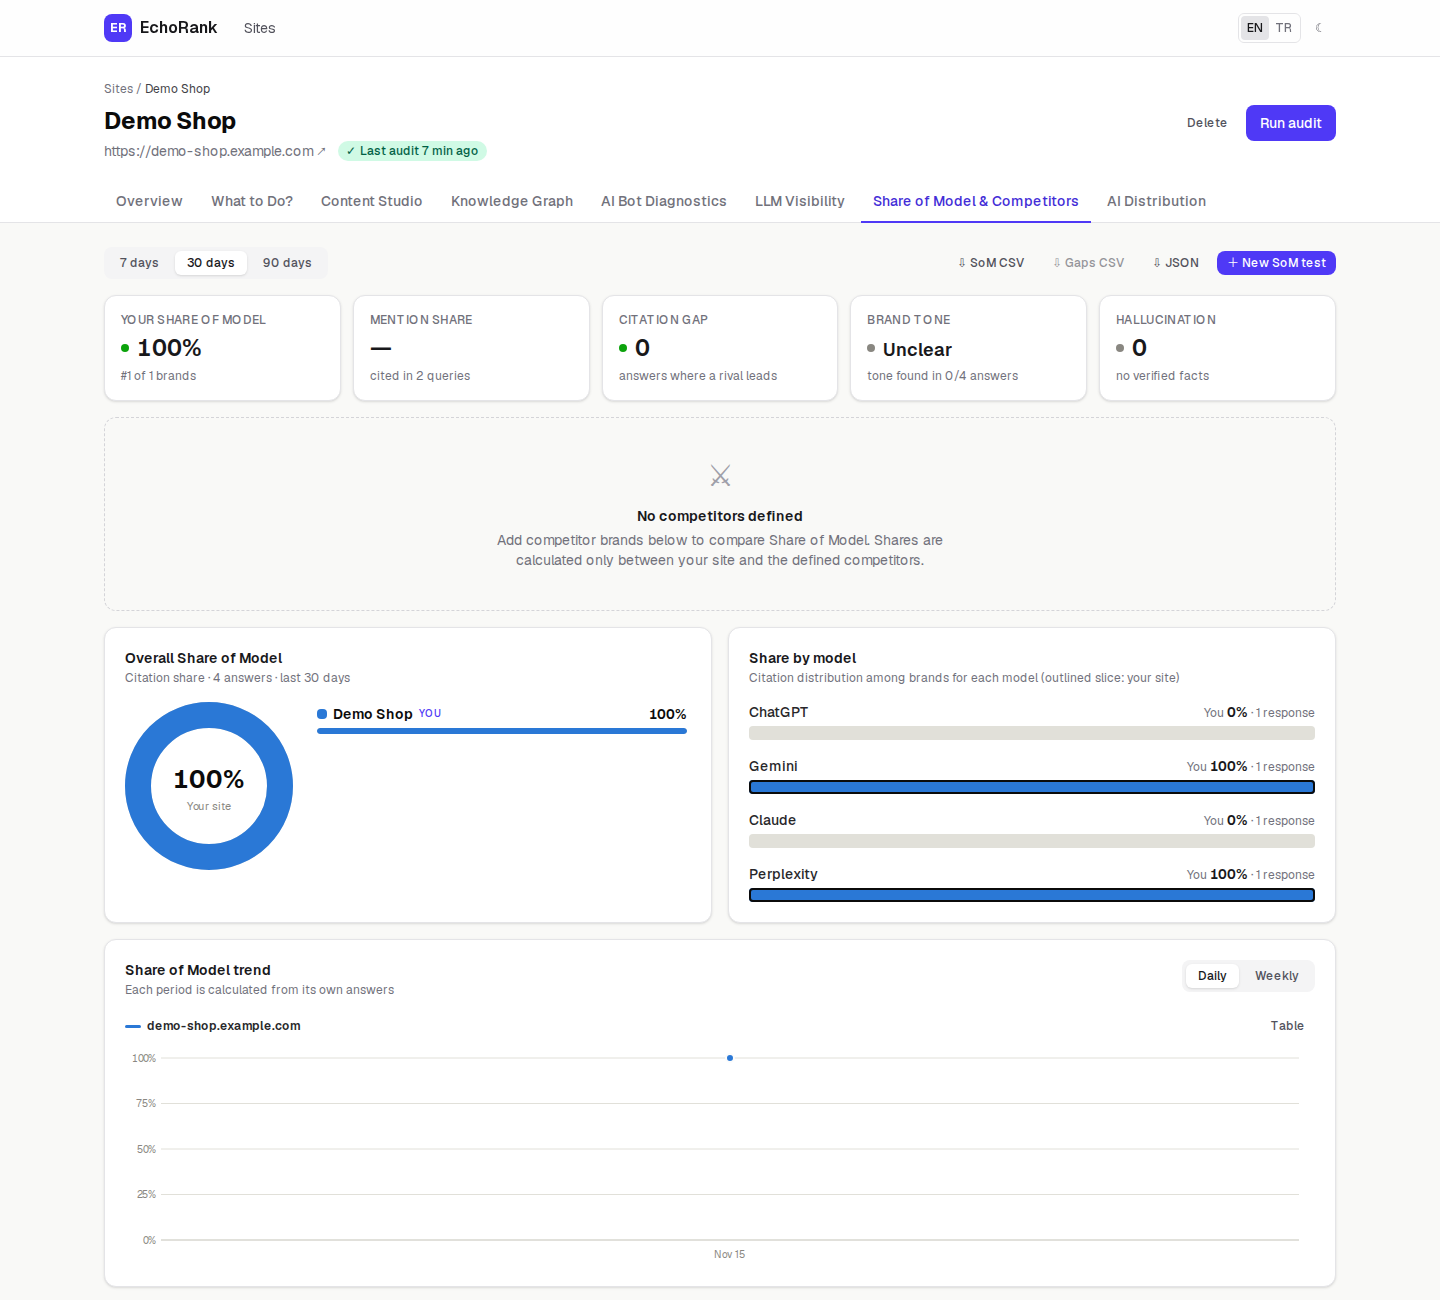 ER EchoRank Sites EN TR
Sites / Demo Shop
Demo Shop
Delete Run audit
https://demo-shop.example.com ↗ ✓ Last audit 7 min ago
Overview What to Do? Content Studio Knowledge Graph AI Bot Diagnostics LLM Visibility Share of Model & Competitors AI Distribution
7 days 30 days 90 days ⇩ SoM CSV ⇩ Gaps CSV ⇩ JSON + New SoM test
YOUR SHARE OF MODEL
100%
#1 of 1 brands
MENTION SHARE
—
cited in 2 queries
CITATION GAP
0
answers where a rival leads
BRAND TONE
Unclear
tone found in 0/4 answers
HALLUCINATION
0
no verified facts
No competitors defined
Add competitor brands below to compare Share of Model. Shares are
calculated only between your site and the defined competitors.
Overall Share of Model
Citation share · 4 answers · last 30 days
100%
Your site
Demo Shop YOU 100%
Share by model
Citation distribution among brands for each model (outlined slice: your site)
ChatGPT You 0% · 1 response
Gemini You 100% · 1 response
Claude You 0% · 1 response
Perplexity You 100% · 1 response
Share of Model trend
Each period is calculated from its own answers
Daily Weekly
demo-shop.example.com Table
100%
75%
50%
25%
0%
Nov 15